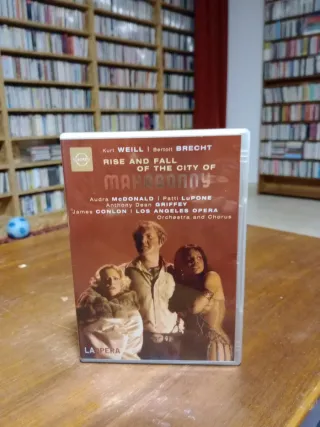 Kurt WEILL | Bertolt BRECHT
RISE AND FALL
OF THE CITY OF
MAHAGONNY
Audra McDONALD | Patti LuPONE
Anthony Dean GRIFFEY
James CONLON | LOS ANGELES OPERA
Orchestra and Chorus
LA OPERA